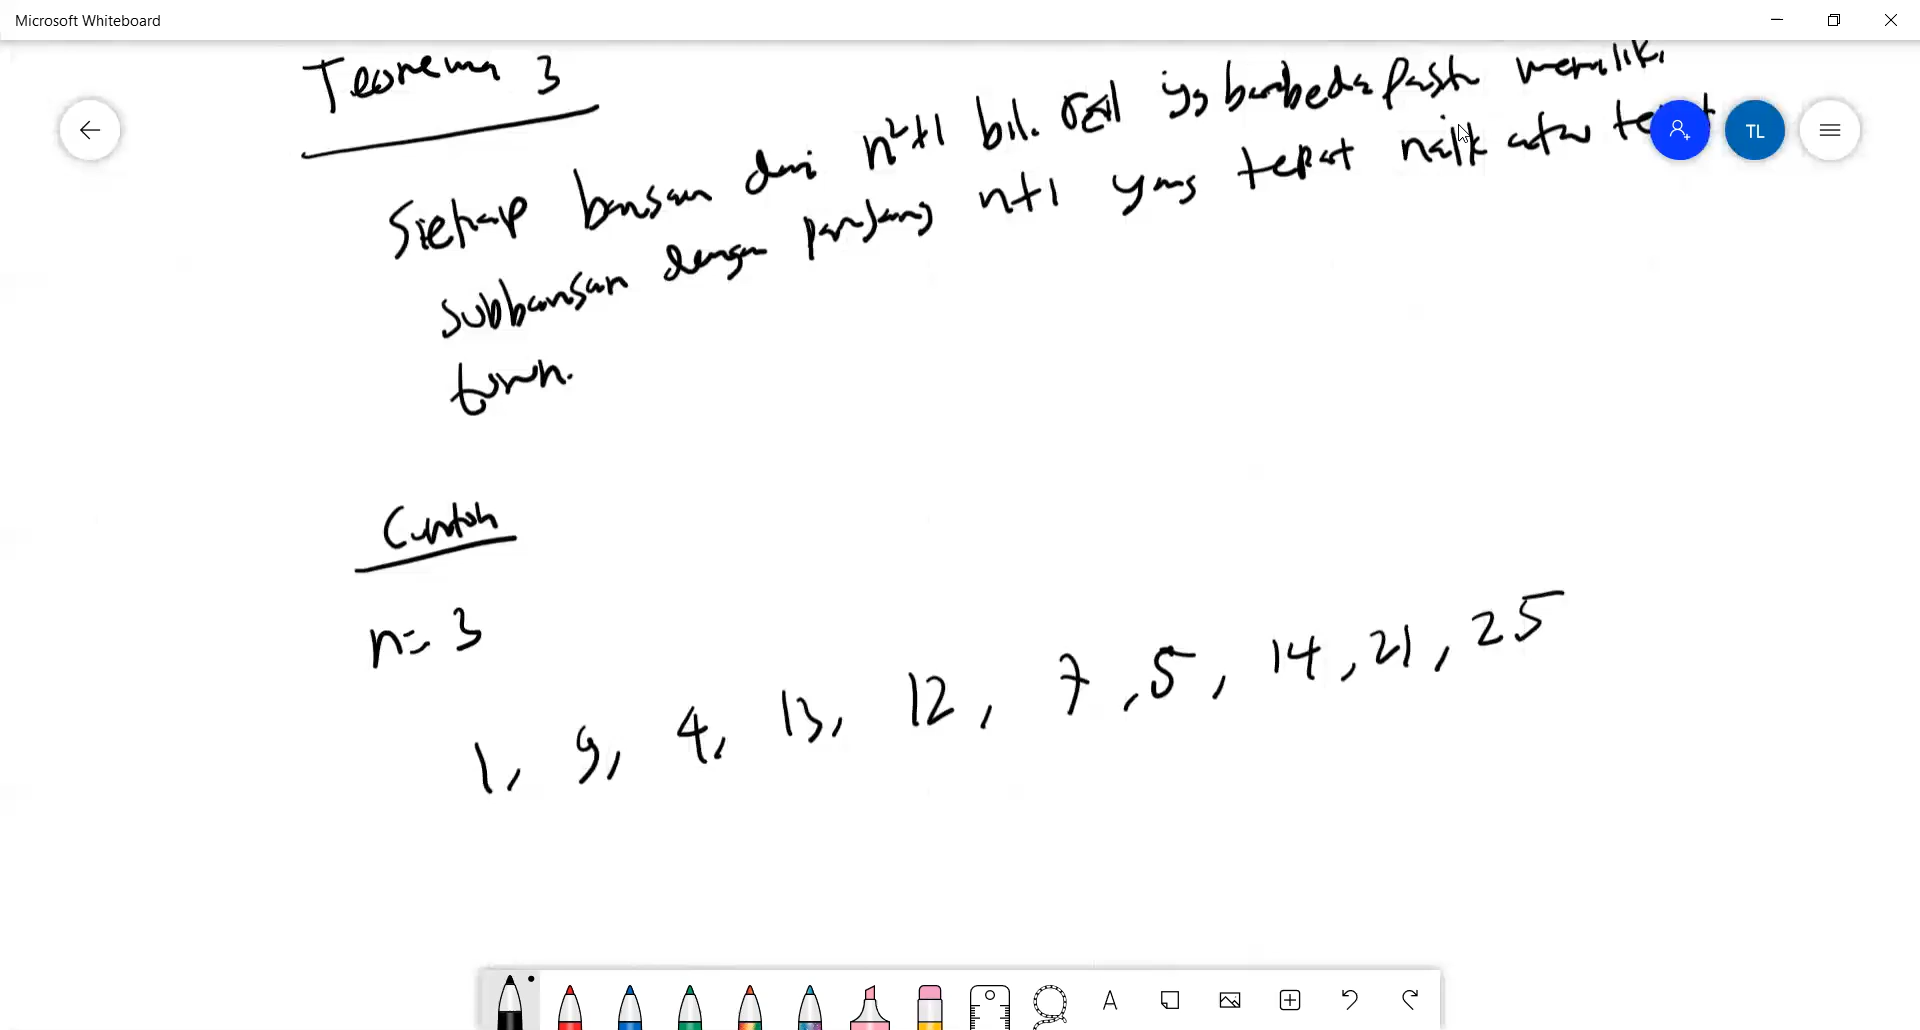 Microsoft Whiteboard
Teorema 3
Setiap barisan dari n²+1 bil. real yg berbeda pasti memiliki
subbarisan dengan panjang n+1 yang tepat naik atau
turun.
TL
Contoh
n = 3
1, 9, 4, 13, 12, 7, 5, 14, 21, 25
A